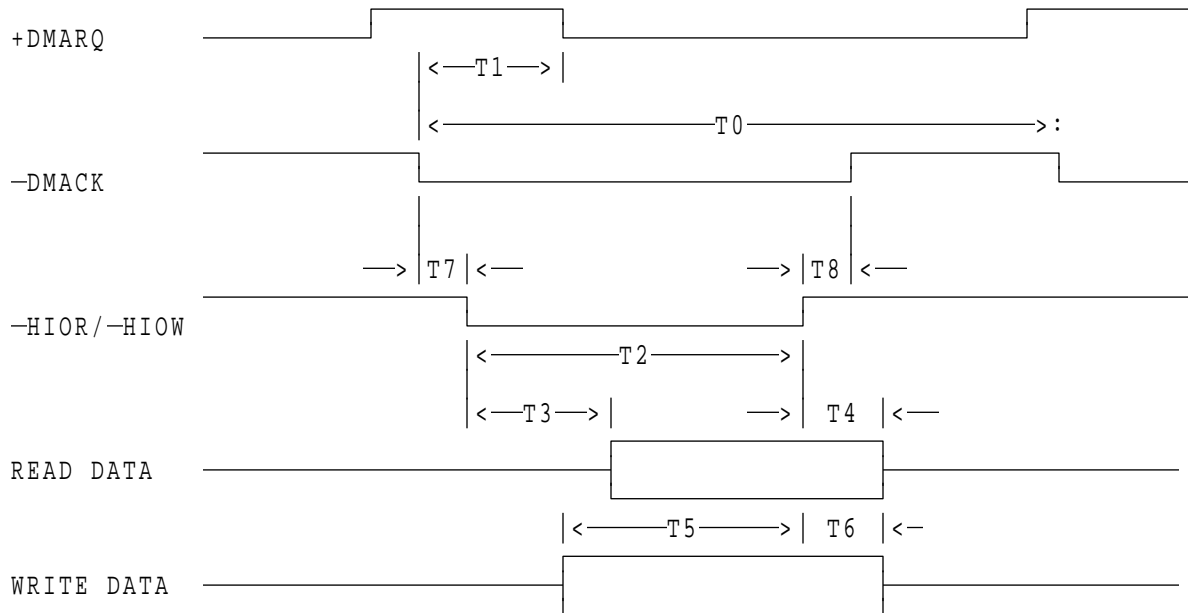 +DMARQ
|<—T1—>|
|<————T0————>:
—DMACK
—>|T7|<— —>|T8|<—
—HIOR/—HIOW
|<———T2———>|
|<—T3—>| —>| T4 |<—
READ DATA
|<——T5——>| T6 |<—
WRITE DATA